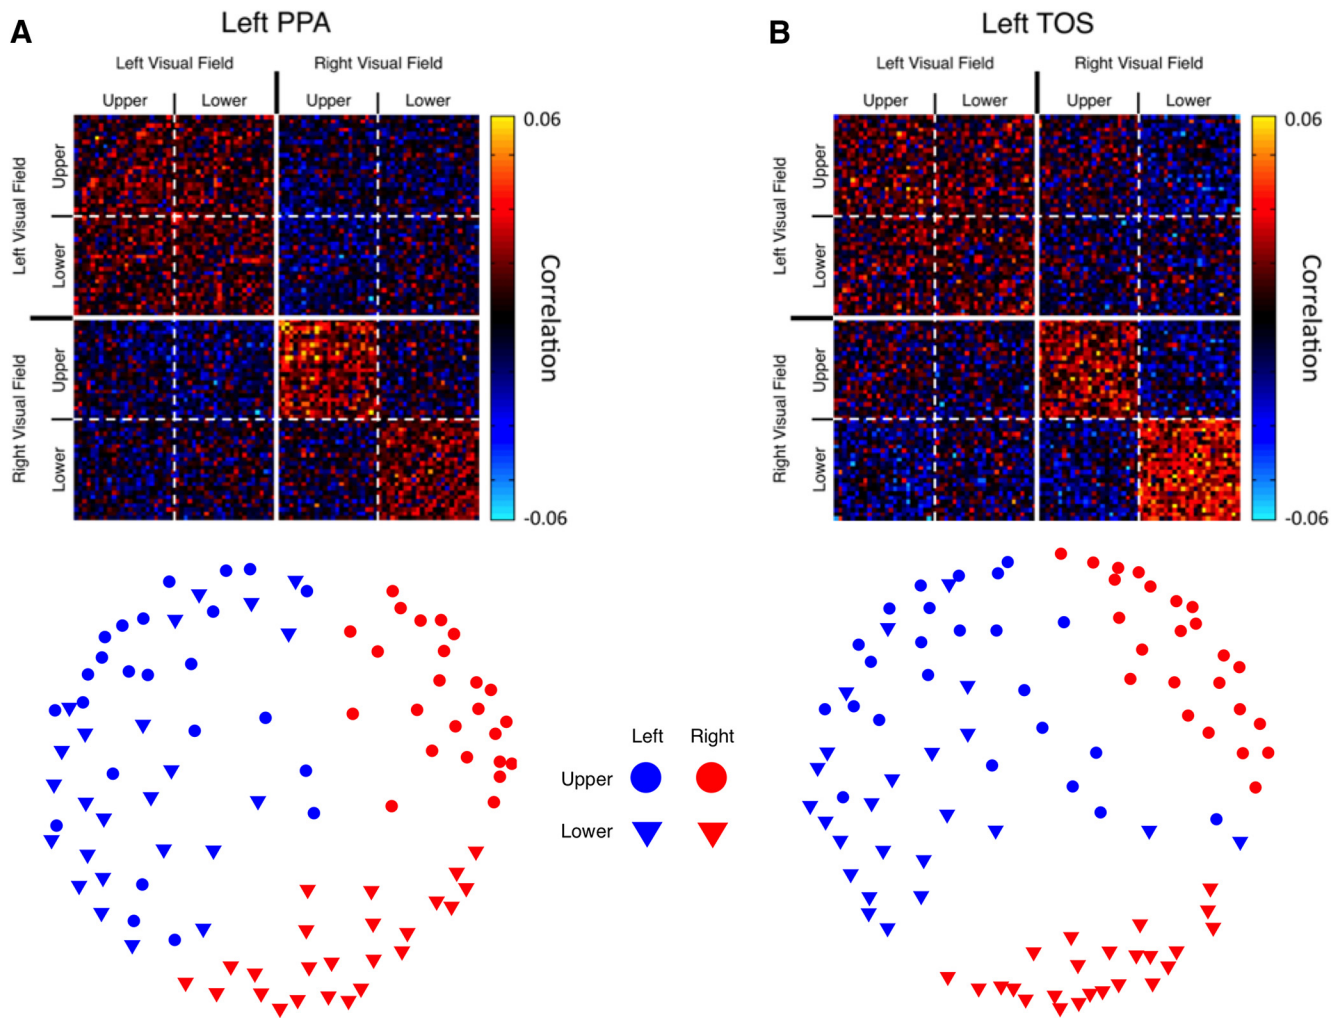 A
Left PPA
Left Visual Field
Right Visual Field
Upper
Lower
Upper
Lower
Left Visual Field
Upper
Lower
Right Visual Field
Upper
Lower
0.06
Correlation
-0.06
B
Left TOS
Left Visual Field
Right Visual Field
Upper
Lower
Upper
Lower
Left Visual Field
Upper
Lower
Right Visual Field
Upper
Lower
0.06
Correlation
-0.06
Left Right
Upper
Lower